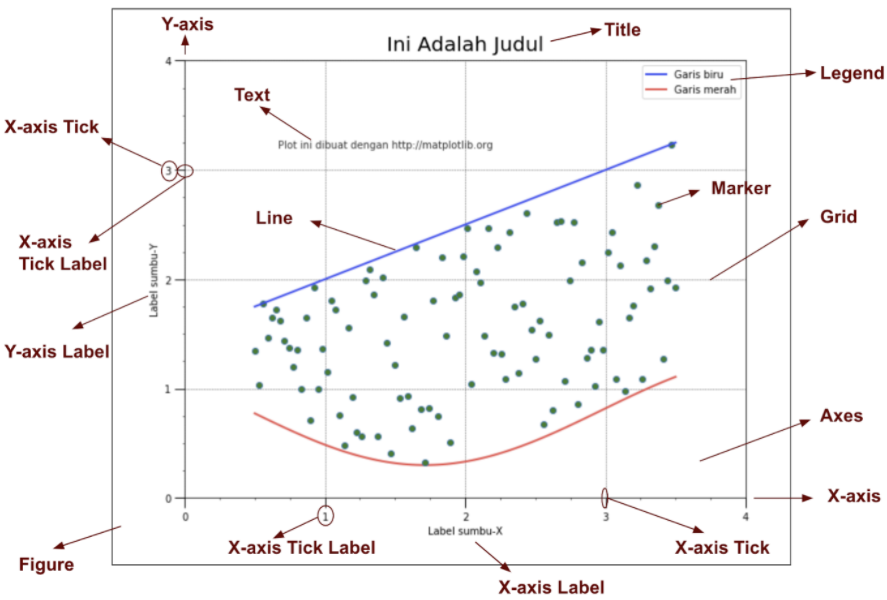 Y-axis
Ini Adalah Judul
Title
4
Garis biru
Garis merah
Legend
Text
X-axis Tick
Plot ini dibuat dengan http://matplotlib.org
3
Marker
Line
Grid
X-axis
Tick Label
Label sumbu-Y
2
Y-axis Label
1
Axes
0
X-axis
0
1
2
3
4
Label sumbu-X
X-axis Tick Label
X-axis Tick
Figure
X-axis Label